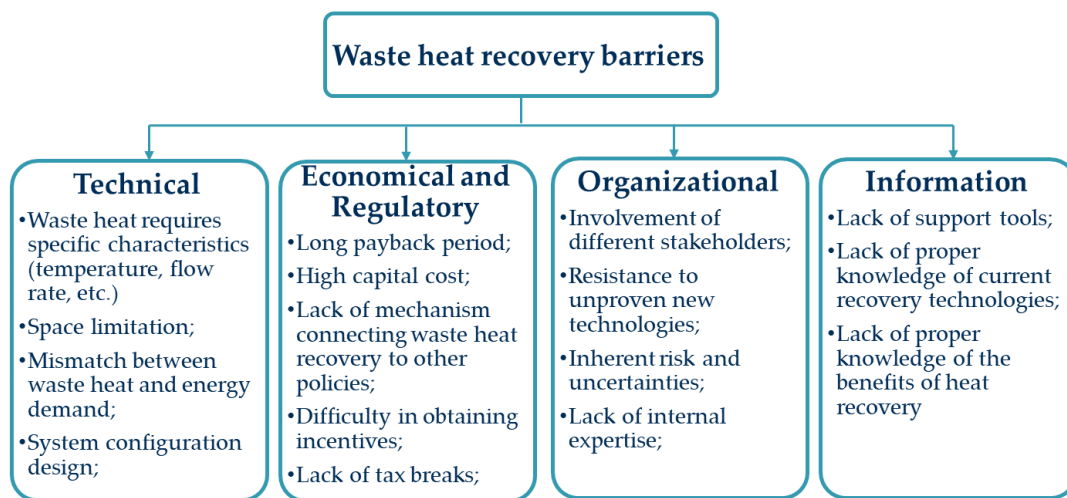 Waste heat recovery barriers
Technical
•Waste heat requires
specific characteristics
(temperature, flow
rate, etc.)
•Space limitation;
•Mismatch between
waste heat and energy
demand;
•System configuration
design;
Economical and
Regulatory
•Long payback period;
•High capital cost;
•Lack of mechanism
connecting waste heat
recovery to other
policies;
•Difficulty in obtaining
incentives;
•Lack of tax breaks;
Organizational
•Involvement of
different stakeholders;
•Resistance to
unproven new
technologies;
•Inherent risk and
uncertainties;
•Lack of internal
expertise;
Information
•Lack of support tools;
•Lack of proper
knowledge of current
recovery technologies;
•Lack of proper
knowledge of the
benefits of heat
recovery